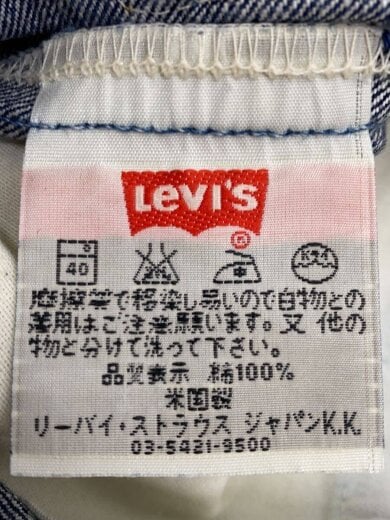 LEVI'S
R
40
摩擦等で移染し易いので白物との
着用はご注意願います。又 他の
物と分けて洗って下さい。
品質表示 綿100%
米国製
リーバイ・ストラウス ジャパンK.K.
03-5421-9500